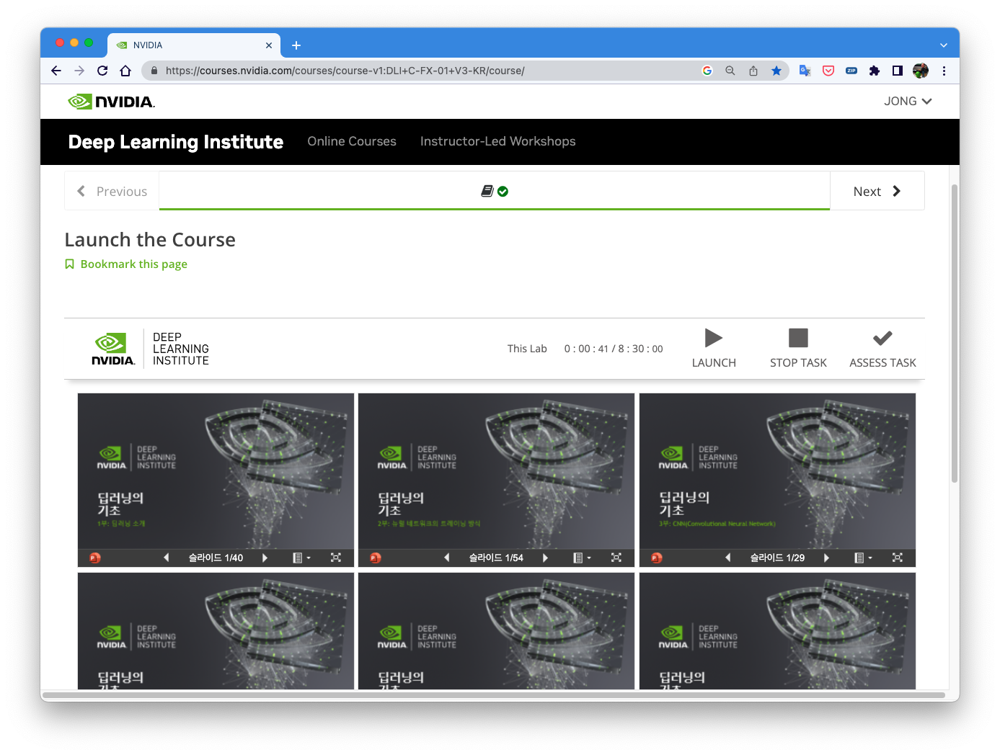 NVIDIA
https://courses.nvidia.com/courses/course-v1:DLI+C-FX-01+V3-KR/course/
ZIP
NVIDIA.
JONG
Deep Learning Institute
Online Courses
Instructor-Led Workshops
Previous
Next
Launch the Course
Bookmark this page
NVIDIA.
DEEP
LEARNING
INSTITUTE
This Lab
0 : 00 : 41 / 8 : 30 : 00
LAUNCH
STOP TASK
ASSESS TASK
NVIDIA.
DEEP
LEARNING
INSTITUTE
딥러닝의
기초
1부: 딥러닝 소개
슬라이드 1/40
NVIDIA.
DEEP
LEARNING
INSTITUTE
딥러닝의
기초
2부: 뉴럴 네트워크의 트레이닝 방식
슬라이드 1/54
NVIDIA.
DEEP
LEARNING
INSTITUTE
딥러닝의
기초
3부: CNN(Convolutional Neural Network)
슬라이드 1/29
NVIDIA.
DEEP
LEARNING
INSTITUTE
딥러닝의
기초
NVIDIA.
DEEP
LEARNING
INSTITUTE
딥러닝의
기초
NVIDIA.
DEEP
LEARNING
INSTITUTE
딥러닝의
기초